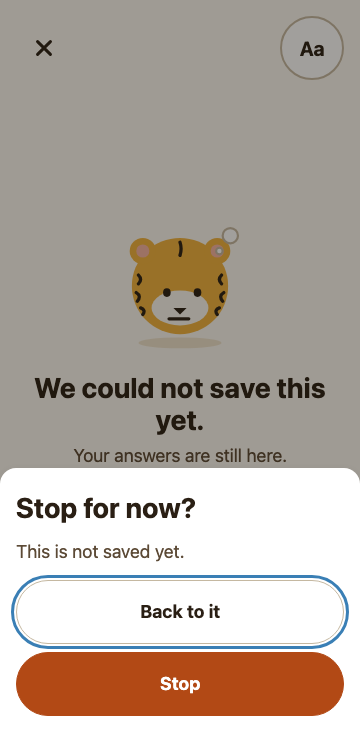 Aa
We could not save this
yet.
Your answers are still here.
Stop for now?
This is not saved yet.
Back to it
Stop